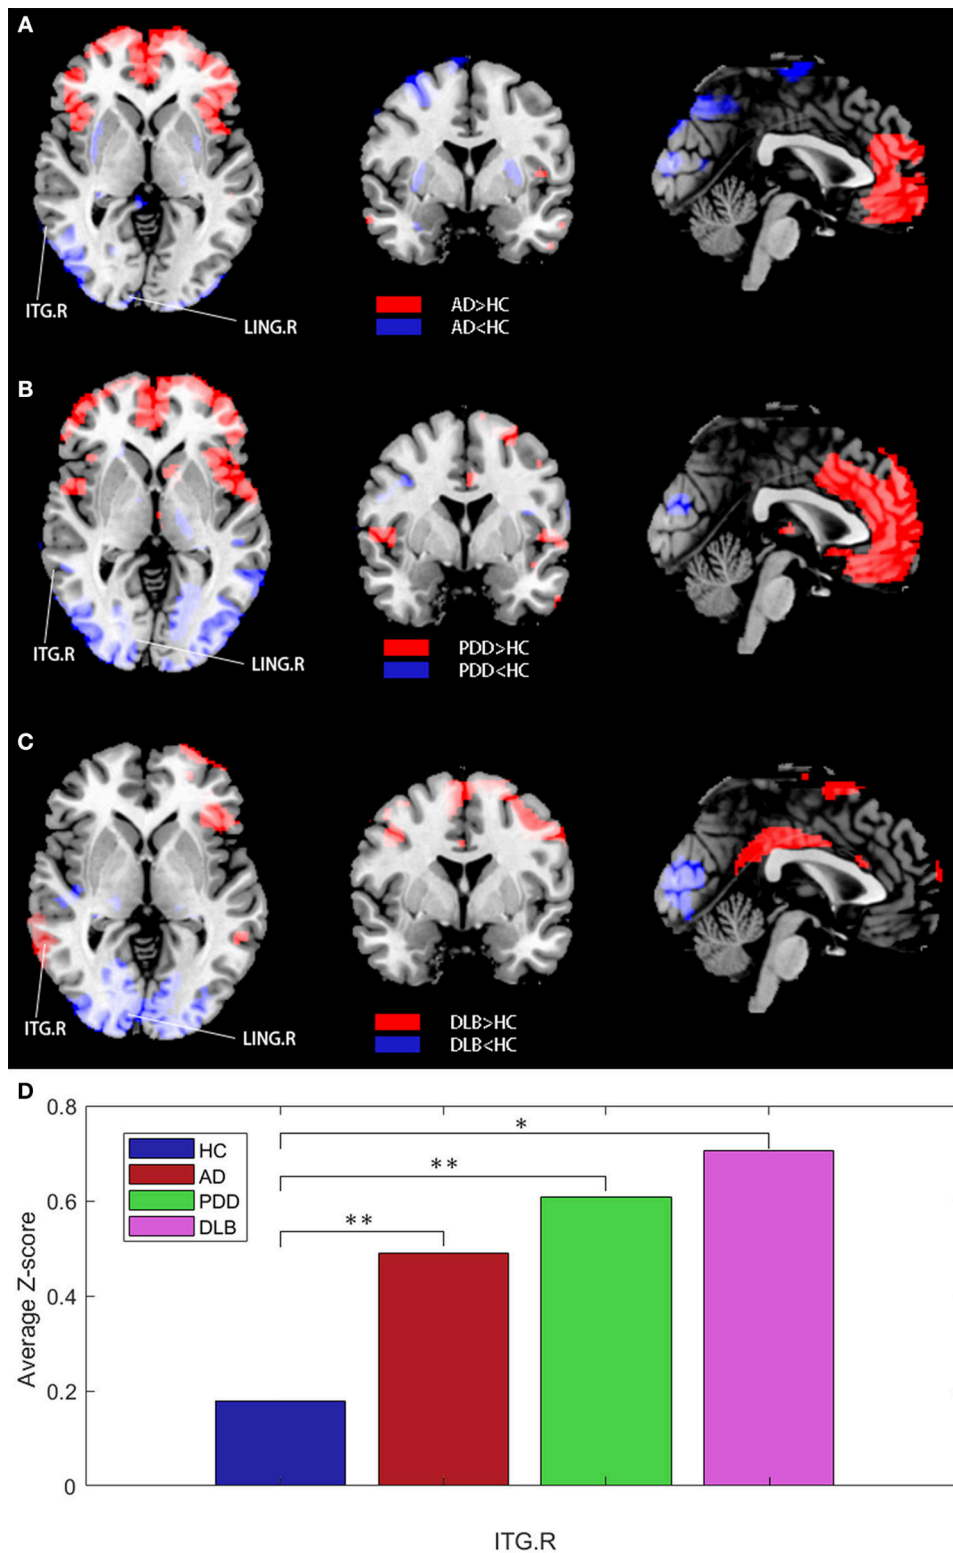 A
ITG.R
LING.R
AD>HC
AD<HC
B
ITG.R
LING.R
PDD>HC
PDD<HC
C
ITG.R
LING.R
DLB>HC
DLB<HC
D
0.8
0.6
0.4
0.2
0
Average Z-score
HC
AD
PDD
DLB
*
**
**
ITG.R